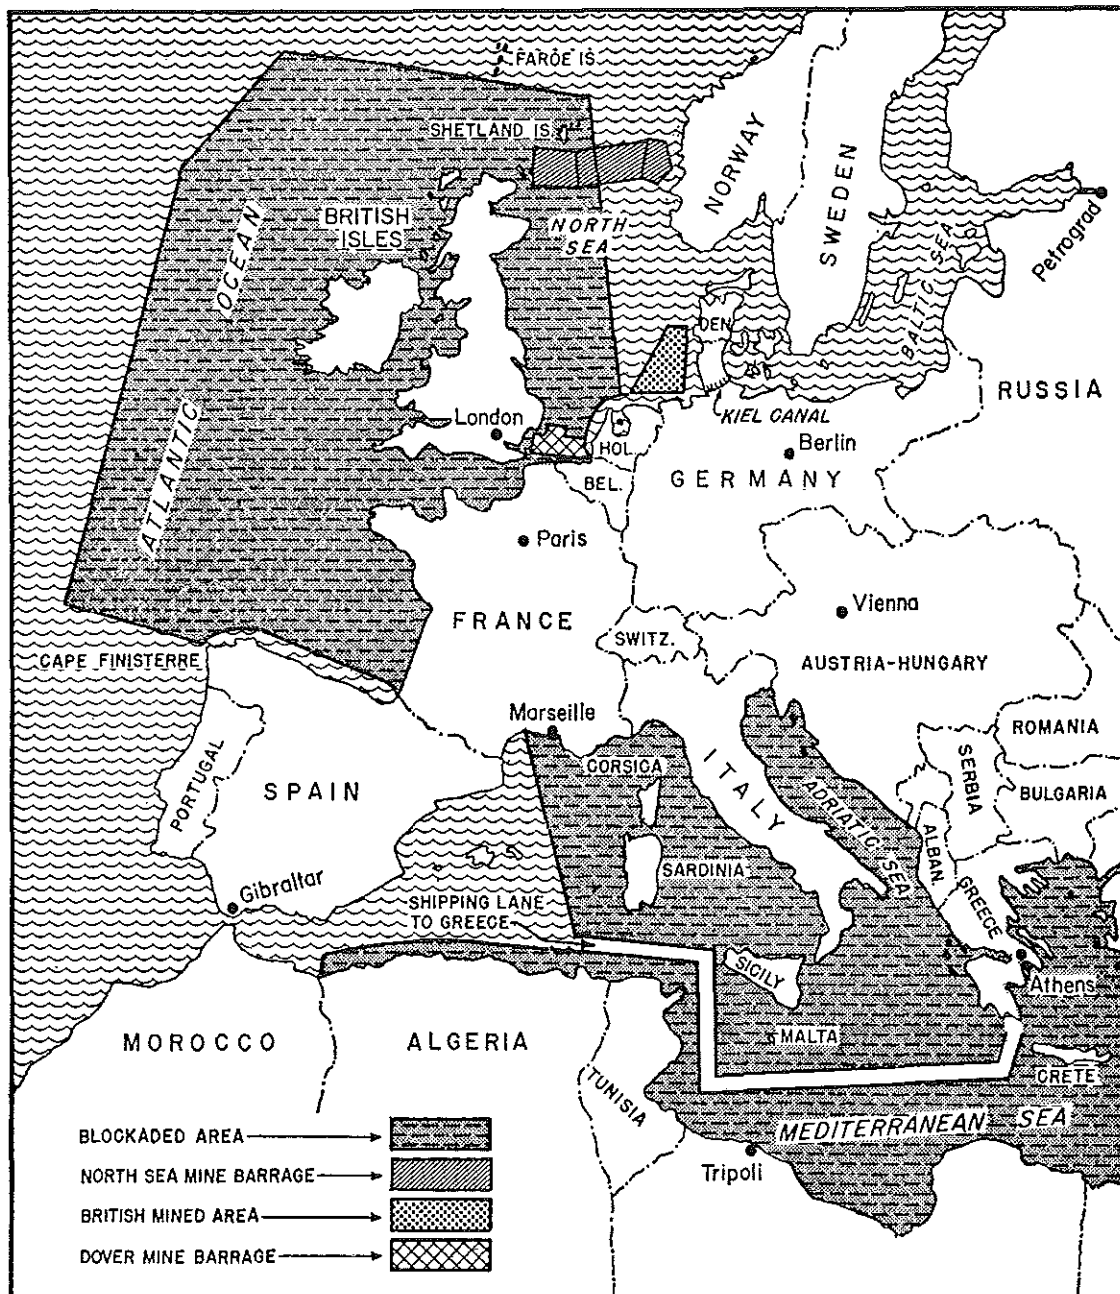 FAROE IS.
SHETLAND IS.
NORWAY
SWEDEN
BRITISH
ISLES
NORTH
SEA
Petrograd
BALTIC SEA
ATLANTIC OCEAN
DEN.
KIEL CANAL
RUSSIA
London
HOL.
Berlin
BEL.
GERMANY
Paris
Vienna
FRANCE
SWITZ.
CAPE FINISTERRE
AUSTRIA-HUNGARY
Marseille
ROMANIA
CORSICA
ITALY
SERBIA
PORTUGAL
SPAIN
ADRIATIC SEA
BULGARIA
ALBAN.
SARDINIA
GREECE
Gibraltar
SHIPPING LANE
TO GREECE
SICILY
Athens
MOROCCO
ALGERIA
MALTA
CRETE
TUNISIA
MEDITERRANEAN SEA
Tripoli
BLOCKADED AREA
NORTH SEA MINE BARRAGE
BRITISH MINED AREA
DOVER MINE BARRAGE